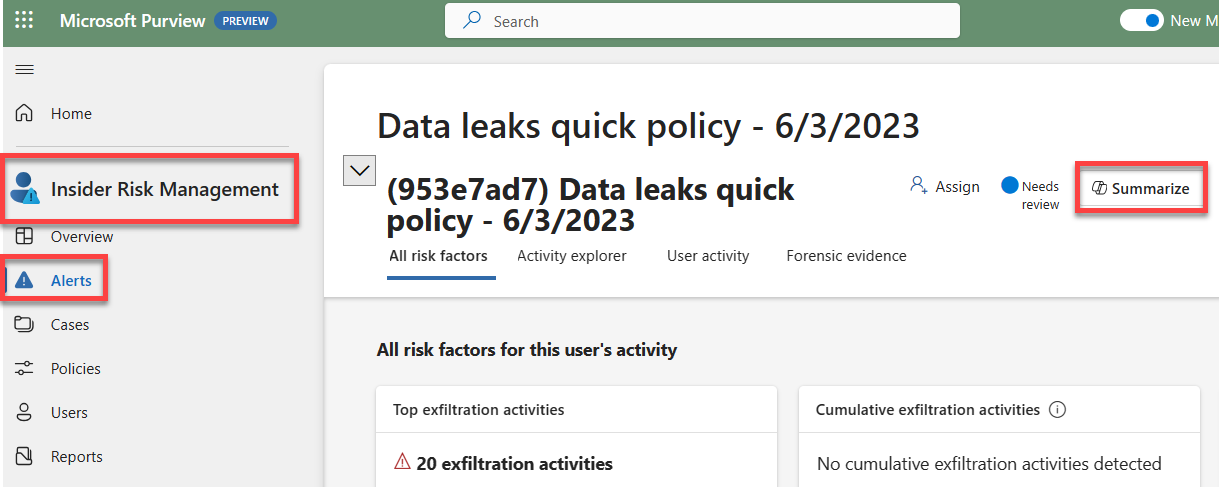 Microsoft Purview PREVIEW
Search
New M
Home
Insider Risk Management
Overview
Alerts
Cases
Policies
Users
Reports
Data leaks quick policy - 6/3/2023
(953e7ad7) Data leaks quick
policy - 6/3/2023
Assign
Needs
review
Summarize
All risk factors
Activity explorer
User activity
Forensic evidence
All risk factors for this user's activity
Top exfiltration activities
20 exfiltration activities
Cumulative exfiltration activities
No cumulative exfiltration activities detected